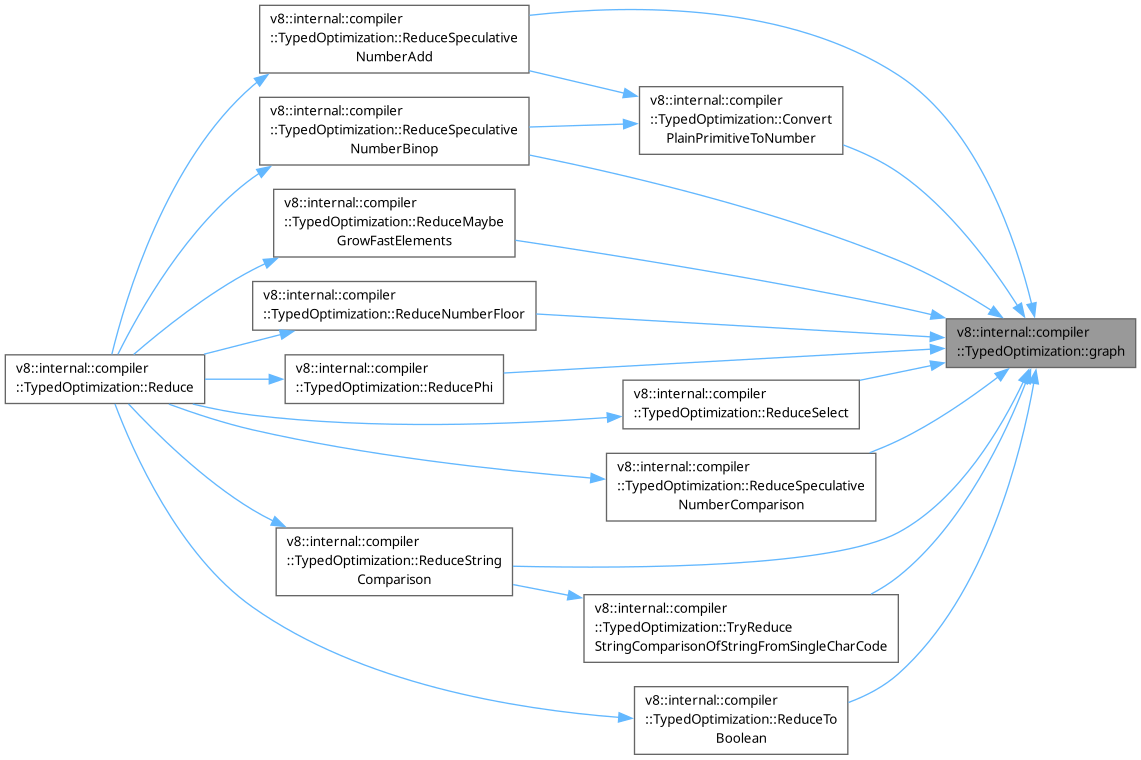 v8::internal::compiler
::TypedOptimization::ReduceSpeculative
NumberAdd
v8::internal::compiler
::TypedOptimization::Convert
PlainPrimitiveToNumber
v8::internal::compiler
::TypedOptimization::ReduceSpeculative
NumberBinop
v8::internal::compiler
::TypedOptimization::ReduceMaybe
GrowFastElements
v8::internal::compiler
::TypedOptimization::ReduceNumberFloor
v8::internal::compiler
::TypedOptimization::graph
v8::internal::compiler
::TypedOptimization::Reduce
v8::internal::compiler
::TypedOptimization::ReducePhi
v8::internal::compiler
::TypedOptimization::ReduceSelect
v8::internal::compiler
::TypedOptimization::ReduceSpeculative
NumberComparison
v8::internal::compiler
::TypedOptimization::ReduceString
Comparison
v8::internal::compiler
::TypedOptimization::TryReduce
StringComparisonOfStringFromSingleCharCode
v8::internal::compiler
::TypedOptimization::ReduceTo
Boolean